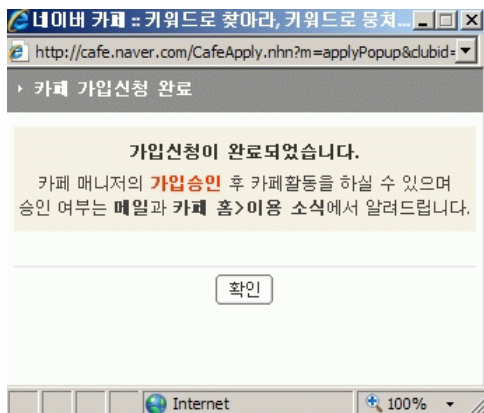 네이버 카페 :: 키워드로 찾아라, 키워드로 뭉쳐...
http://cafe.naver.com/CafeApply.nhn?m=applyPopup&clubid=
카페 가입신청 완료
가입신청이 완료되었습니다.
카페 매니저의 가입승인 후 카페활동을 하실 수 있으며
승인 여부는 메일과 카페 홈>이용 소식에서 알려드립니다.
확인
Internet 100%